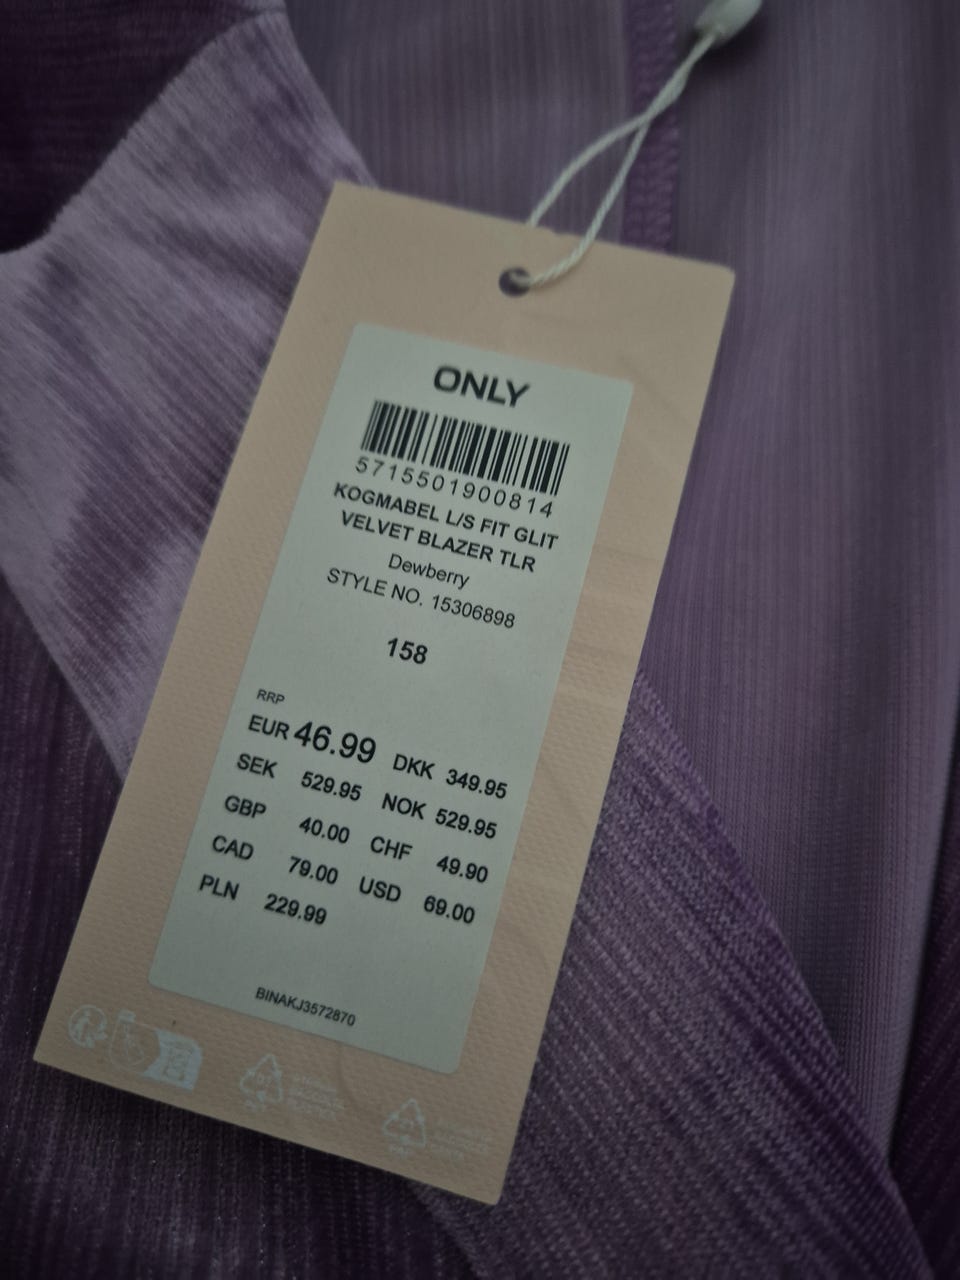 ONLY
5715501900814
KOGMABEL L/S FIT GLIT
VELVET BLAZER TLR
Dewberry
STYLE NO. 15306898
158
RRP
EUR 46.99 DKK 349.95
SEK 529.95 NOK 529.95
GBP 40.00 CHF 49.90
CAD 79.00 USD 69.00
PLN 229.99
BINAKJ3572870